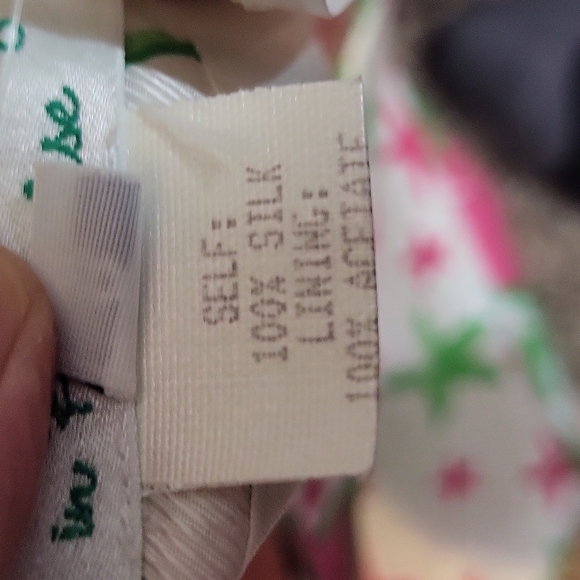 SELF:
100% SILK
LINING:
100% ACETATE